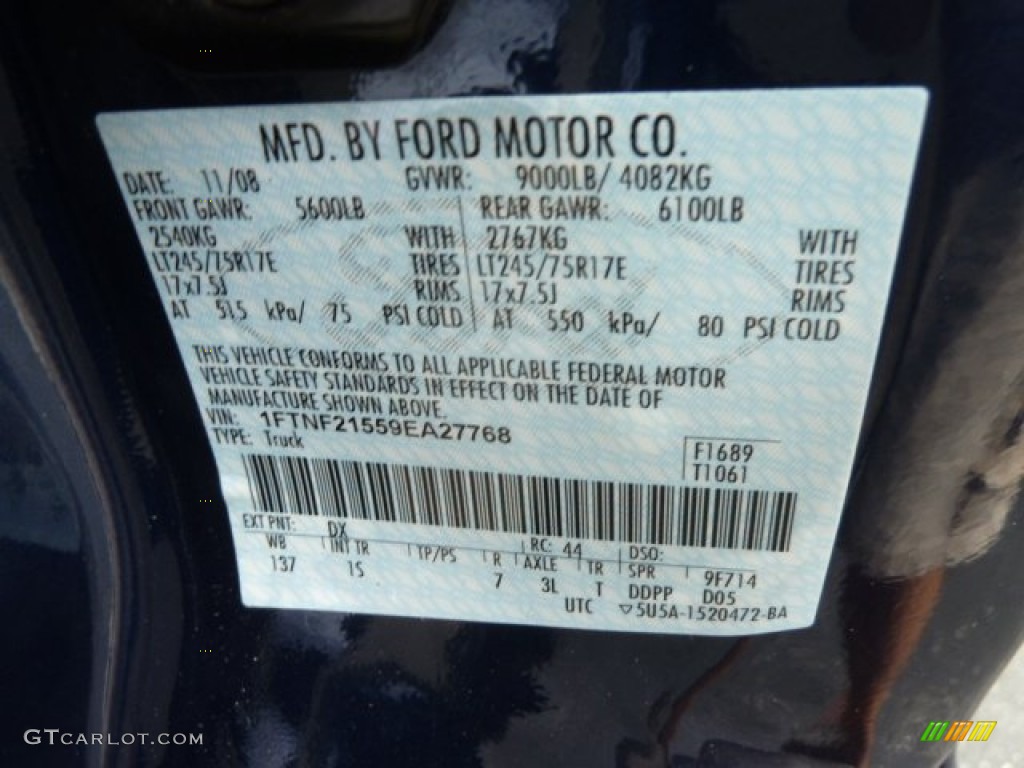 MFD. BY FORD MOTOR CO.
DATE: 11/08 GVWR: 9000LB/ 4082KG
FRONT GAWR: 5600LB REAR GAWR: 6100LB
2540KG WITH 2767KG WITH
LT245/75R17E TIRES LT245/75R17E TIRES
17x7.5J RIMS 17x7.5J RIMS
AT 515 kPa/ 75 PSI COLD AT 550 kPa/ 80 PSI COLD
THIS VEHICLE CONFORMS TO ALL APPLICABLE FEDERAL MOTOR
VEHICLE SAFETY STANDARDS IN EFFECT ON THE DATE OF
MANUFACTURE SHOWN ABOVE.
VIN: 1FTNF21559EA27768
TYPE: Truck
F1689
T1061
EXT PNT: DX RC: 44 DSO:
WB INT TR TP/PS R AXLE TR SPR 9F714
137 1S 7 3L T DDPP D05
UTC ▽5U5A-1520472-BA
GTCARLOT.COM